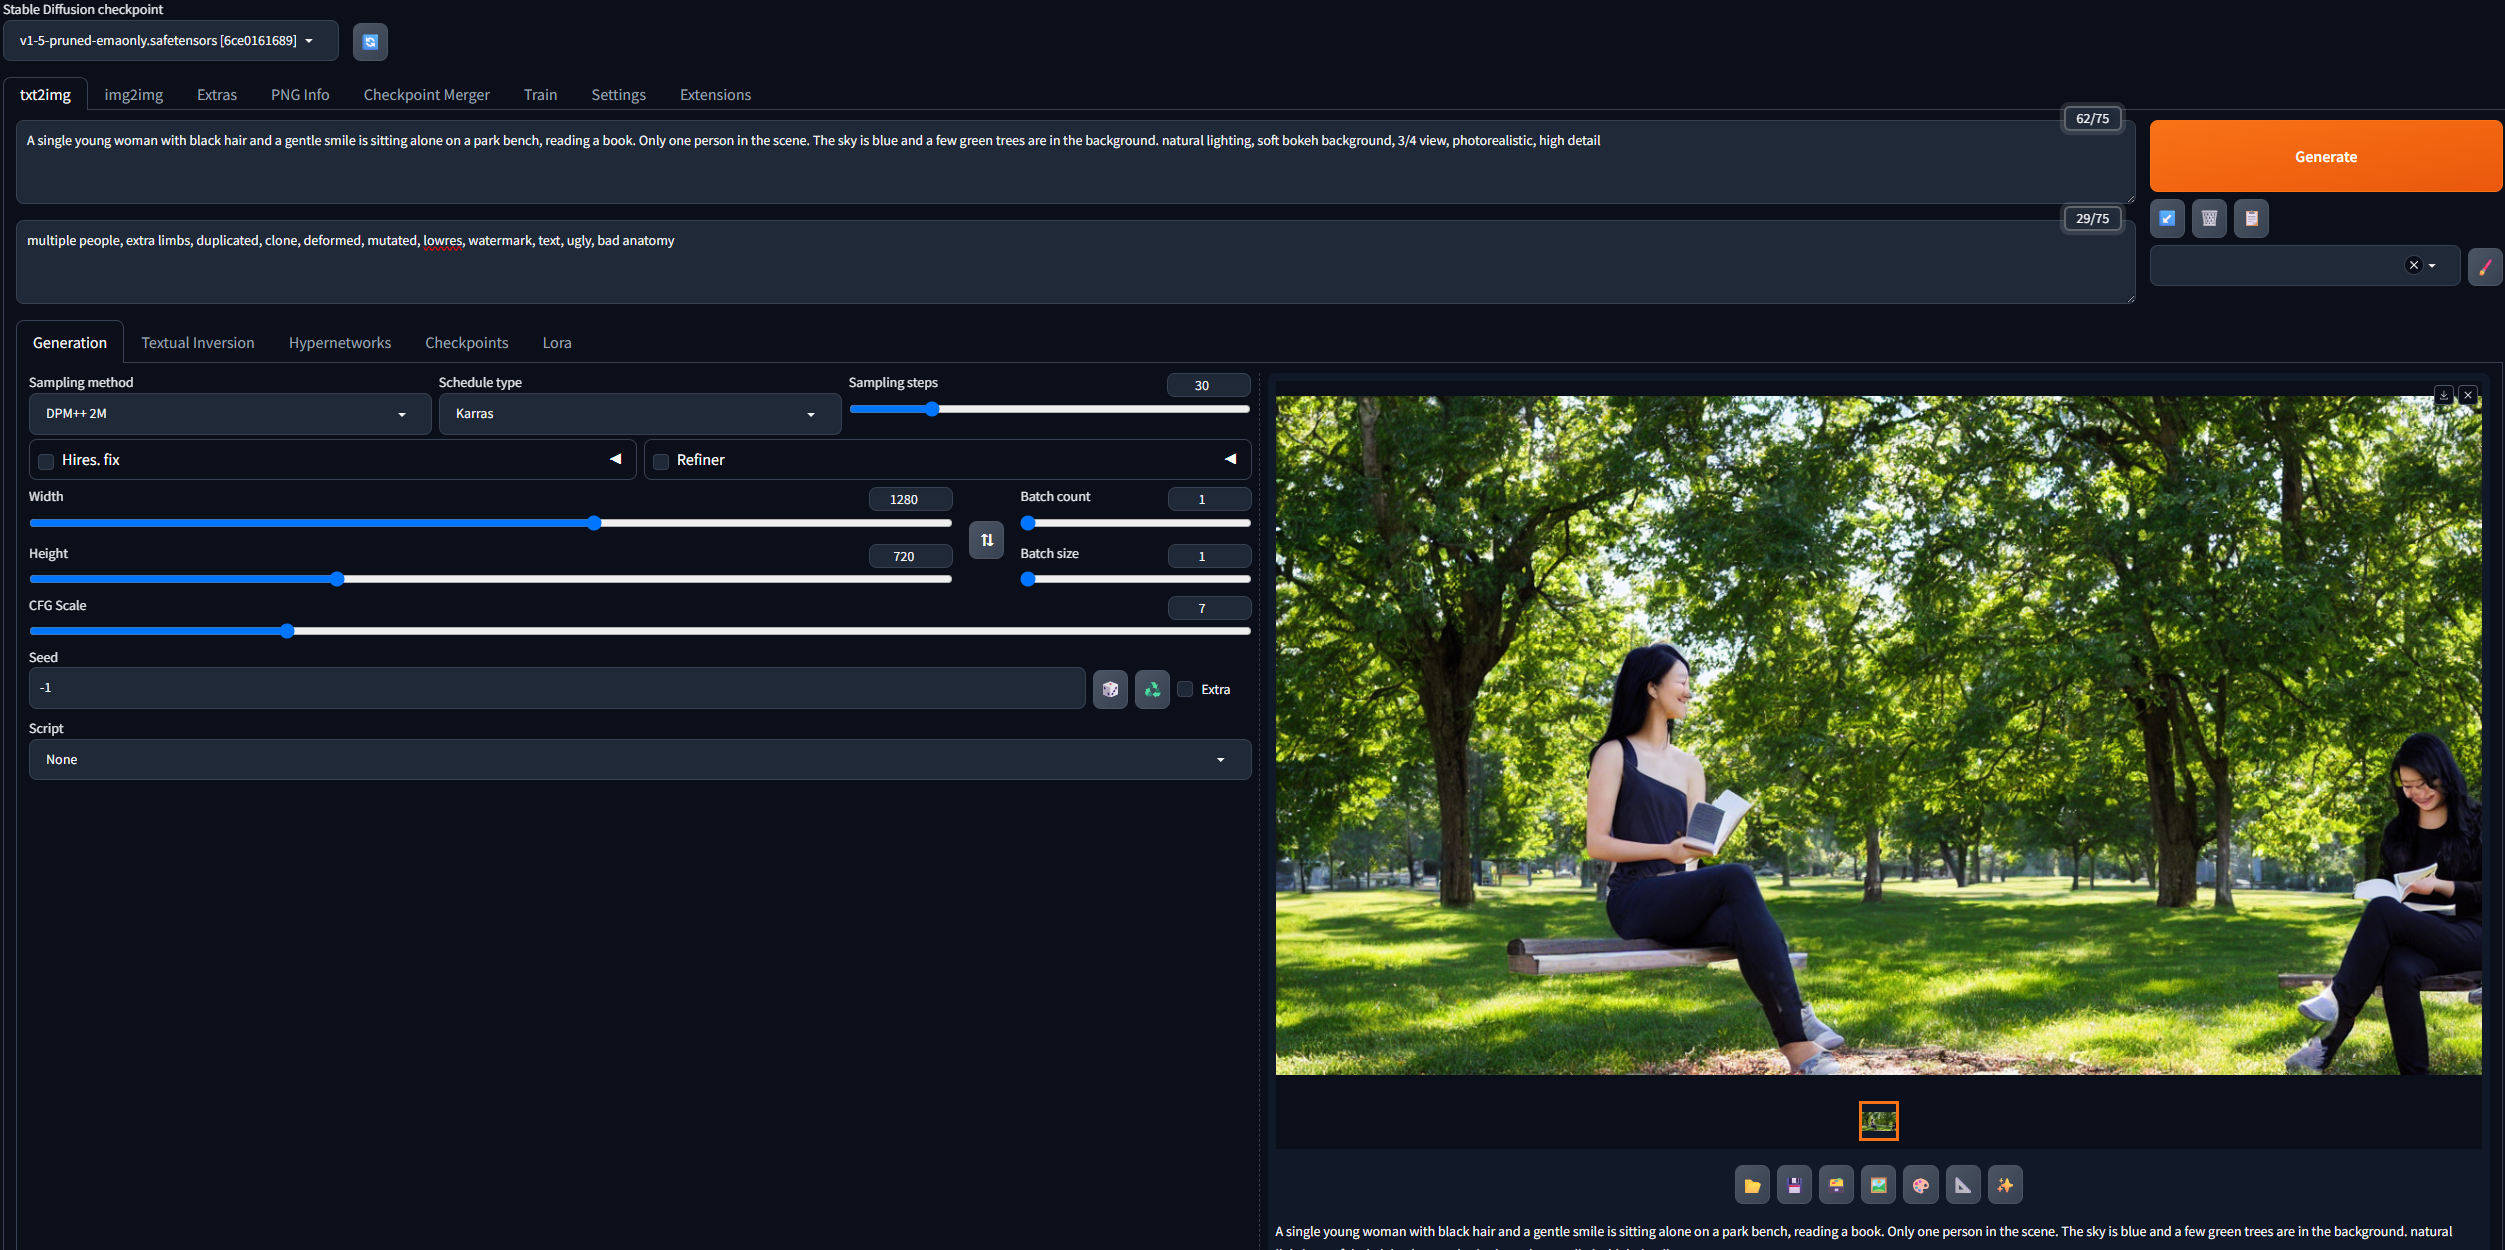 Stable Diffusion checkpoint
v1-5-pruned-emaonly.safetensors [6ce0161689]
txt2img img2img Extras PNG Info Checkpoint Merger Train Settings Extensions
62/75
A single young woman with black hair and a gentle smile is sitting alone on a park bench, reading a book. Only one person in the scene. The sky is blue and a few green trees are in the background. natural lighting, soft bokeh background, 3/4 view, photorealistic, high detail
Generate
29/75
multiple people, extra limbs, duplicated, clone, deformed, mutated, lowres, watermark, text, ugly, bad anatomy
Generation Textual Inversion Hypernetworks Checkpoints Lora
Sampling method Schedule type Sampling steps 30
DPM++ 2M Karras
Hires. fix Refiner
Width 1280 Batch count 1
Height 720 Batch size 1
CFG Scale 7
Seed
-1 Extra
Script
None
A single young woman with black hair and a gentle smile is sitting alone on a park bench, reading a book. Only one person in the scene. The sky is blue and a few green trees are in the background. natural